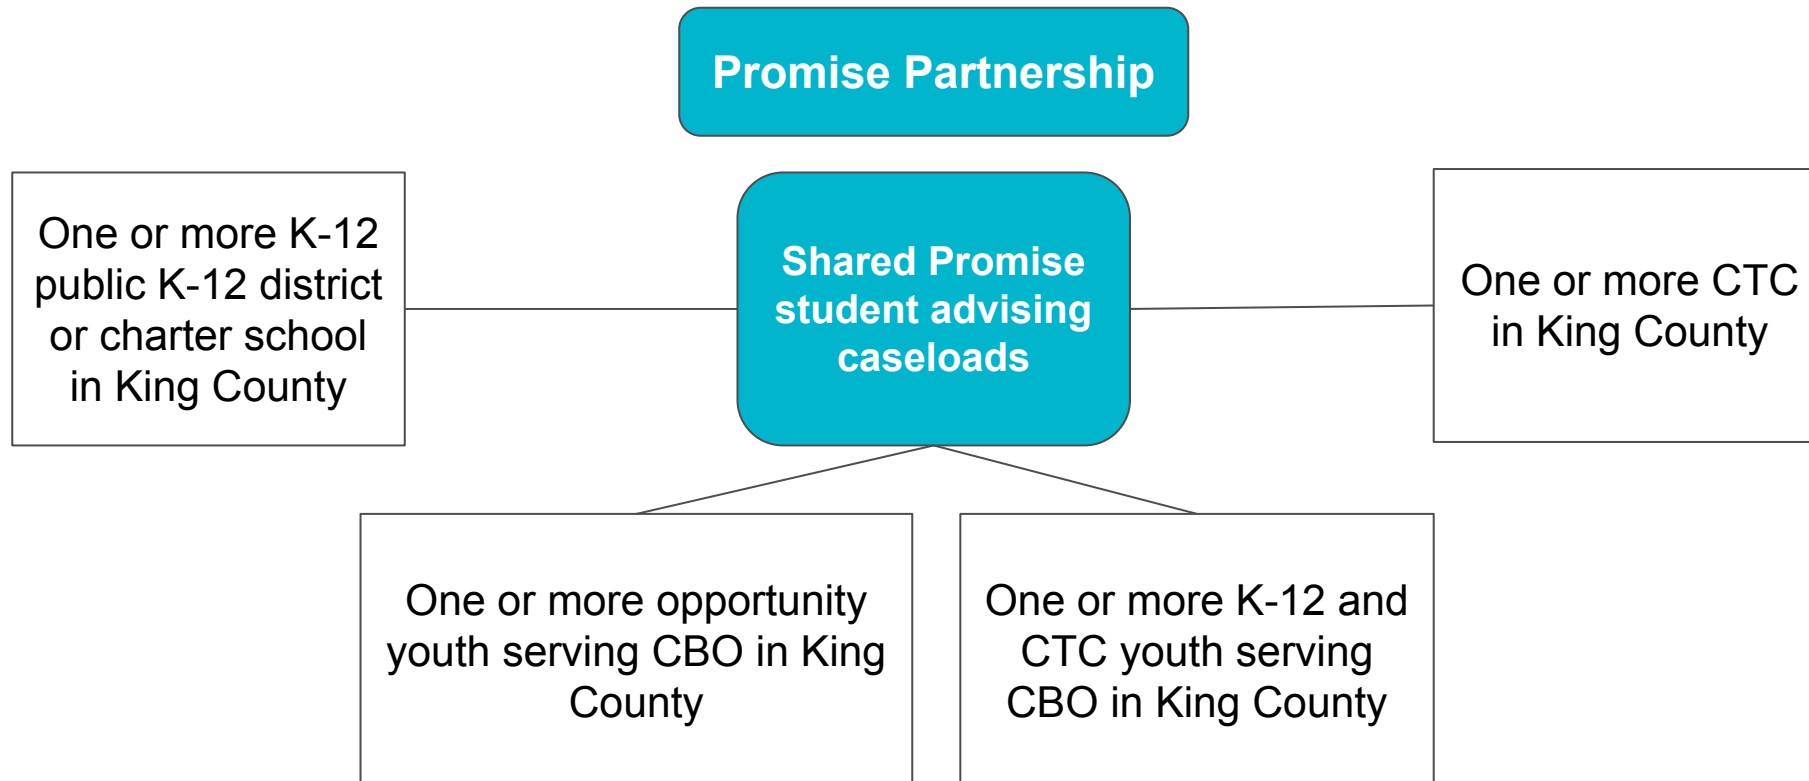 Promise Partnership
One or more K-12
public K-12 district
or charter school
in King County
Shared Promise
student advising
caseloads
One or more CTC
in King County
One or more opportunity
youth serving CBO in King
County
One or more K-12 and
CTC youth serving
CBO in King County